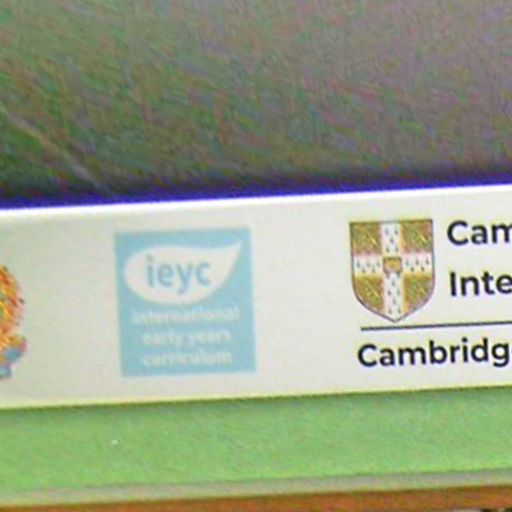 ieyc
international
early years
curriculum
Cam
Inte
Cambridg